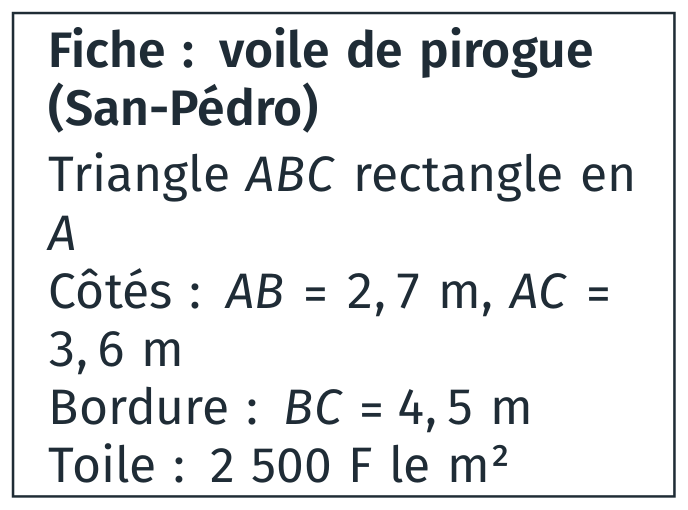 Fiche : voile de pirogue
(San-Pédro)
Triangle ABC rectangle en
A
Côtés : AB = 2,7 m, AC =
3,6 m
Bordure : BC = 4,5 m
Toile : 2 500 F le m²